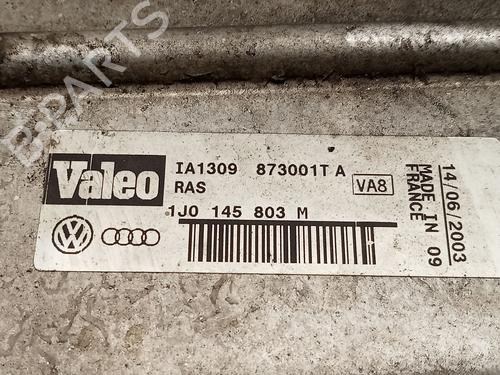 Valeo
IA1309 873001T A
RAS
VA8
1J0 145 803 M
14/06/2003
MADE IN 09
FRANCE
B-PARTS